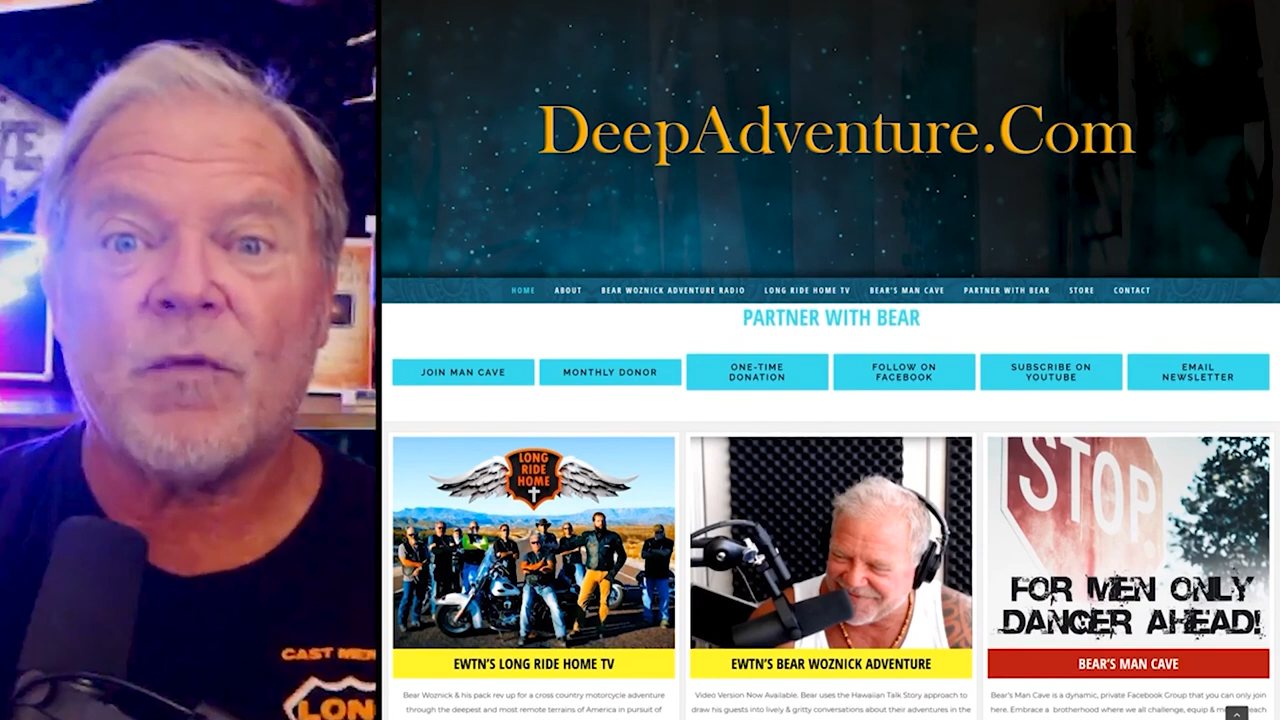 DeepAdventure.Com
HOME ABOUT BEAR WOZNICK ADVENTURE RADIO LONG RIDE HOME TV BEAR'S MAN CAVE PARTNER WITH BEAR STORE CONTACT
PARTNER WITH BEAR
JOIN MAN CAVE
MONTHLY DONOR
ONE-TIME
DONATION
FOLLOW ON
FACEBOOK
SUBSCRIBE ON
YOUTUBE
EMAIL
NEWSLETTER
LONG
RIDE
HOME
EWTN'S LONG RIDE HOME TV
Bear Woznick & his pack rev up for a cross country motorcycle adventure
through the deepest and most remote terrains of America in pursuit of
EWTN'S BEAR WOZNICK ADVENTURE
Video Version Now Available. Bear uses the Hawaiian Talk Story approach to
draw his guests into lively & gritty conversations about their adventures in the
STOP
FOR MEN ONLY
DANGER AHEAD!
BEAR'S MAN CAVE
Bear's Man Cave is a dynamic, private Facebook Group that you can only join
here. Embrace a brotherhood where we all challenge, equip & each
CAST MEM
LON